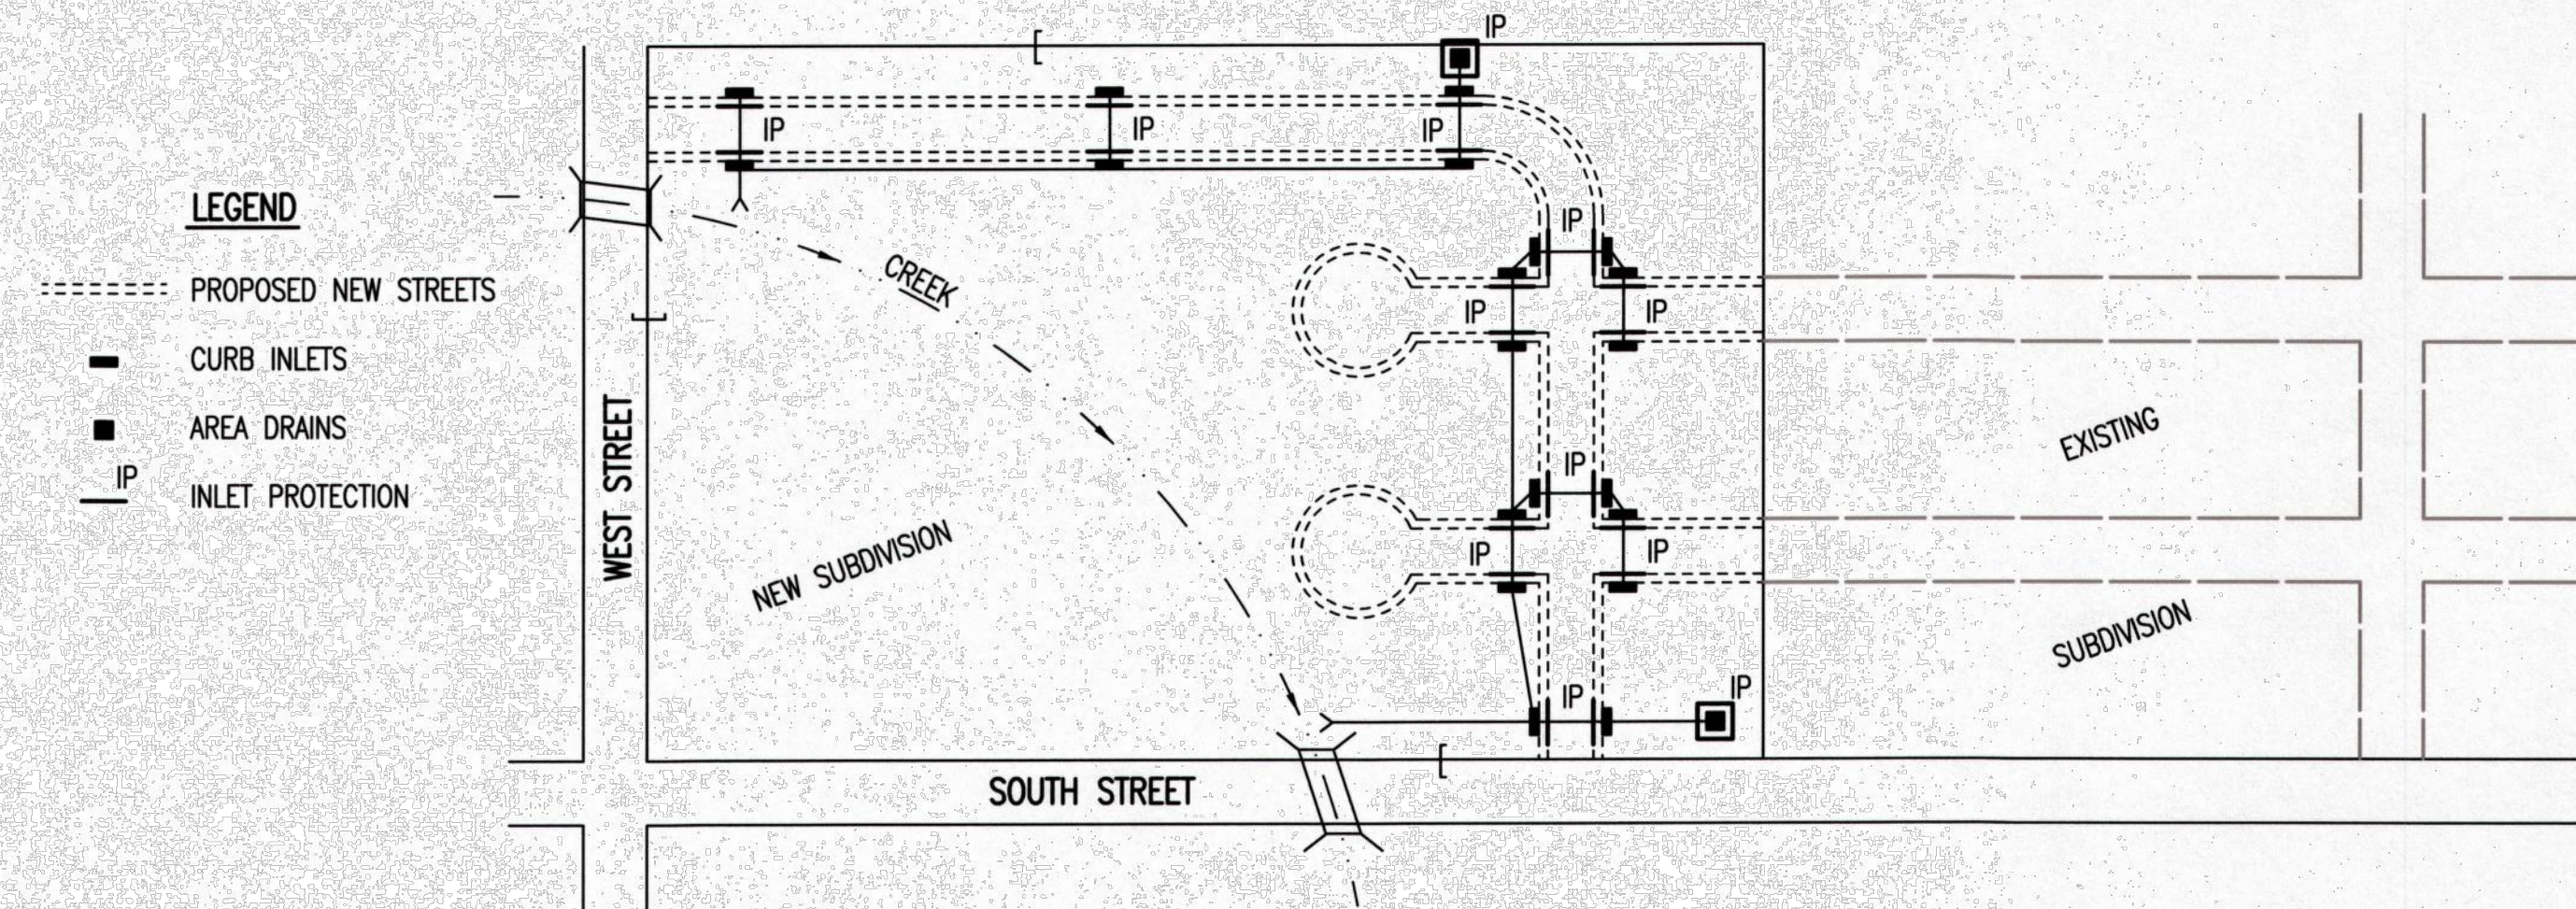 IP
IP
IP
IP
LEGEND
IP
CREEK
PROPOSED NEW STREETS
IP
IP
CURB INLETS
AREA DRAINS
EXISTING
IP
IP
INLET PROTECTION
WEST STREET
IP
IP
NEW SUBDIVISION
SUBDIVISION
IP
IP
SOUTH STREET